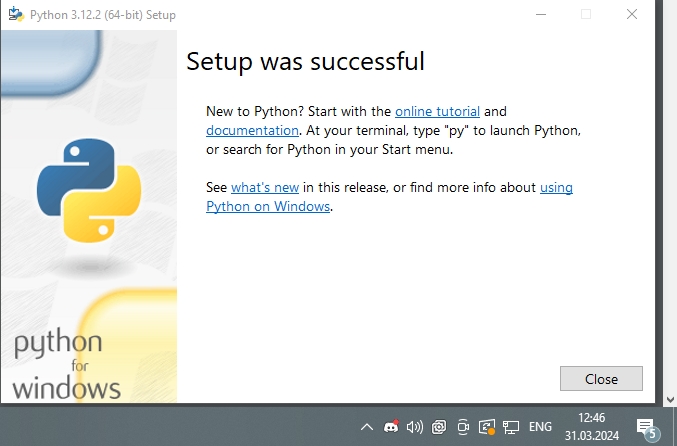 Python 3.12.2 (64-bit) Setup
Setup was successful
New to Python? Start with the online tutorial and
documentation. At your terminal, type "py" to launch Python,
or search for Python in your Start menu.
See what's new in this release, or find more info about using
Python on Windows.
python
for
windows
Close
ENG
12:46
31.03.2024
5